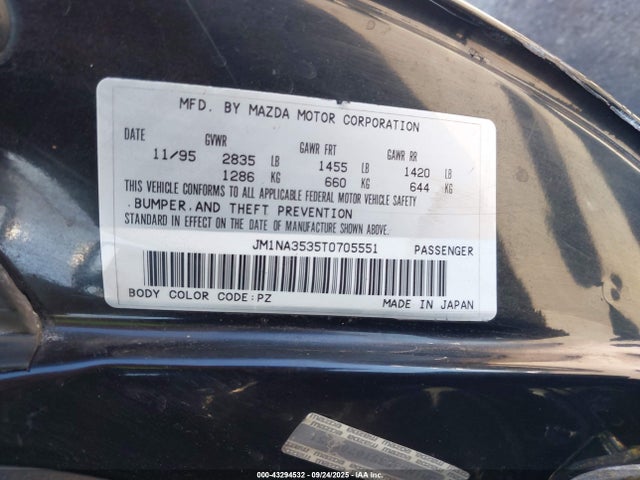 MFD. BY MAZDA MOTOR CORPORATION
DATE GVWR GAWR FRT GAWR RR
11/95 2835 LB 1455 LB 1420 LB
1286 KG 660 KG 644 KG
THIS VEHICLE CONFORMS TO ALL APPLICABLE FEDERAL MOTOR VEHICLE SAFETY
.BUMPER.AND THEFT PREVENTION
STANDARD IN EFFECT ON THE DATE OF MANUFACTURE SHOWN ABOVE.
JM1NA3535T0705551 PASSENGER
BODY COLOR CODE:PZ MADE IN JAPAN
000-43294532 - 09/24/2025 - IAA Inc.